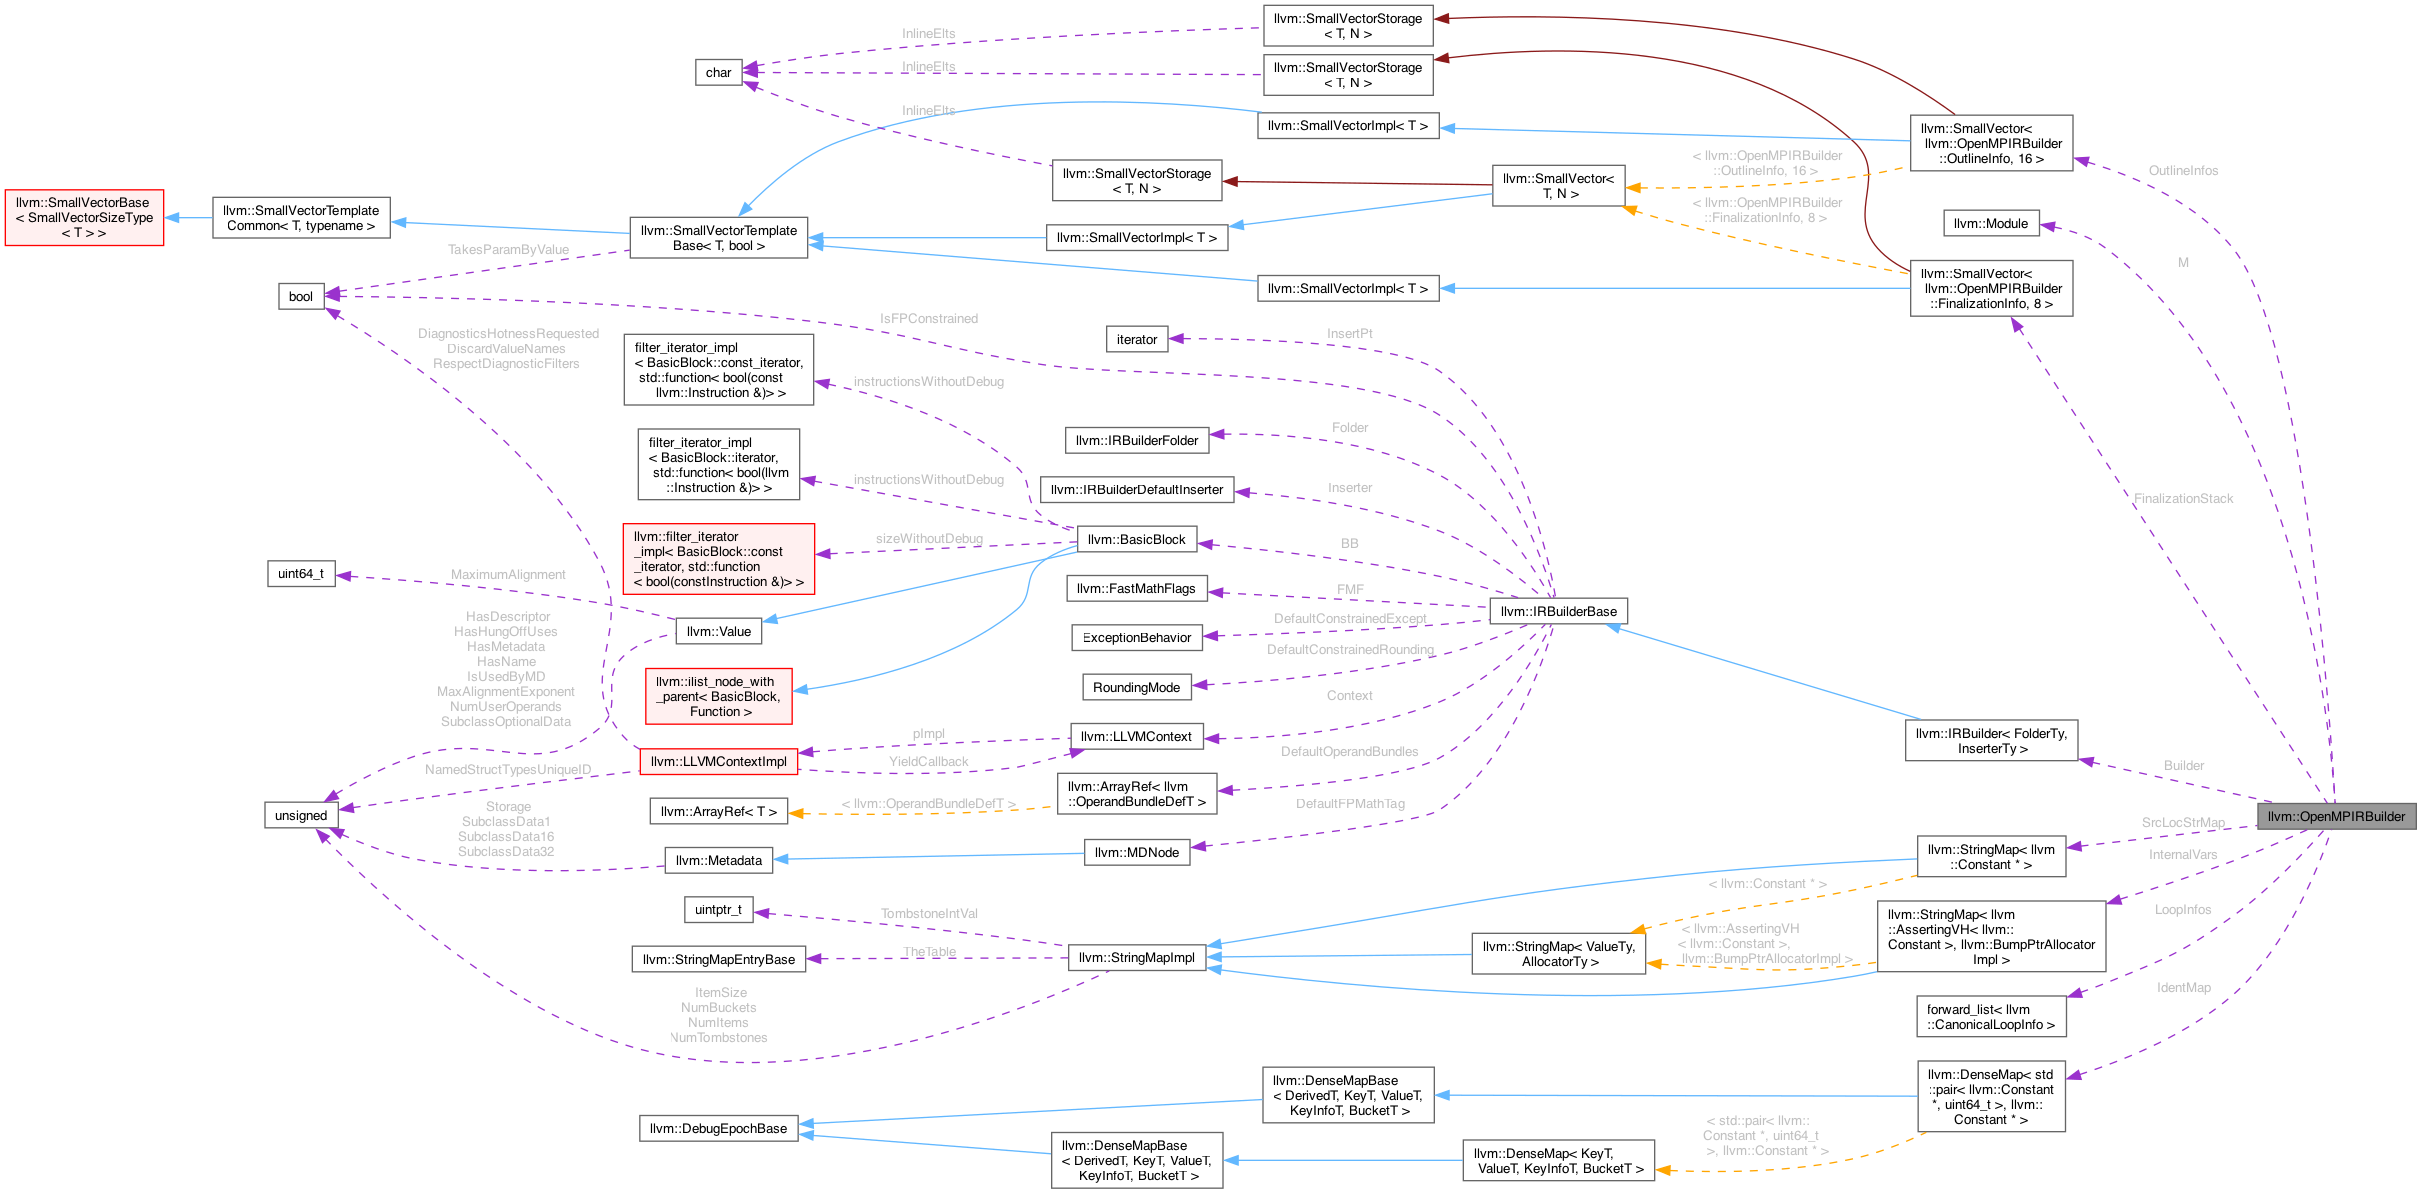 llvm::SmallVectorStorage
< T, N >
InlineElts
char
llvm::SmallVectorStorage
< T, N >
InlineElts
InlineElts
llvm::SmallVectorImpl< T >
llvm::SmallVector<
llvm::OpenMPIRBuilder
::OutlineInfo, 16 >
< llvm::OpenMPIRBuilder
::OutlineInfo, 16 >
OutlineInfos
llvm::SmallVectorStorage
< T, N >
llvm::SmallVector<
T, N >
llvm::SmallVectorBase
< SmallVectorSizeType
< T > >
llvm::SmallVectorTemplate
Common< T, typename >
llvm::SmallVectorTemplate
Base< T, bool >
llvm::SmallVectorImpl< T >
< llvm::OpenMPIRBuilder
::FinalizationInfo, 8 >
llvm::Module
M
TakesParamByValue
bool
llvm::SmallVectorImpl< T >
llvm::SmallVector<
llvm::OpenMPIRBuilder
::FinalizationInfo, 8 >
IsFPConstrained
DiagnosticsHotnessRequested
DiscardValueNames
RespectDiagnosticFilters
filter_iterator_impl
< BasicBlock::const_iterator,
std::function< bool(const
llvm::Instruction &)> >
iterator
InsertPt
instructionsWithoutDebug
llvm::IRBuilderFolder
Folder
filter_iterator_impl
< BasicBlock::iterator,
std::function< bool(llvm
::Instruction &)> >
instructionsWithoutDebug
llvm::IRBuilderDefaultInserter
Inserter
FinalizationStack
llvm::filter_iterator
_impl< BasicBlock::const
_iterator, std::function
< bool(constInstruction &)> >
sizeWithoutDebug
llvm::BasicBlock
BB
uint64_t
MaximumAlignment
llvm::FastMathFlags
FMF
llvm::IRBuilderBase
HasDescriptor
HasHungOffUses
HasMetadata
HasName
IsUsedByMD
MaxAlignmentExponent
NumUserOperands
SubclassOptionalData
llvm::Value
ExceptionBehavior
DefaultConstrainedExcept
DefaultConstrainedRounding
llvm::ilist_node_with
_parent< BasicBlock,
Function >
RoundingMode
Context
pImpl
llvm::LLVMContext
llvm::IRBuilder< FolderTy,
InserterTy >
llvm::LLVMContextImpl
YieldCallback
DefaultOperandBundles
Builder
NamedStructTypesUniqueID
llvm::ArrayRef< llvm
::OperandBundleDefT >
DefaultFPMathTag
unsigned
llvm::ArrayRef< T >
< llvm::OperandBundleDefT >
llvm::OpenMPIRBuilder
Storage
SubclassData1
SubclassData16
SubclassData32
SrcLocStrMap
llvm::Metadata
llvm::MDNode
llvm::StringMap< llvm
::Constant * >
InternalVars
< llvm::Constant * >
uintptr_t
TombstoneIntVal
LoopInfos
llvm::StringMap< llvm
::AssertingVH< llvm::
Constant >, llvm::BumpPtrAllocator
Impl >
llvm::StringMapEntryBase
TheTable
llvm::StringMapImpl
llvm::StringMap< ValueTy,
AllocatorTy >
< llvm::AssertingVH
< llvm::Constant >,
llvm::BumpPtrAllocatorImpl >
IdentMap
ItemSize
NumBuckets
NumItems
NumTombstones
forward_list< llvm
::CanonicalLoopInfo >
llvm::DenseMapBase
< DerivedT, KeyT, ValueT,
KeyInfoT, BucketT >
llvm::DenseMap< std
::pair< llvm::Constant
*, uint64_t >, llvm::
Constant * >
llvm::DebugEpochBase
< std::pair< llvm::
Constant *, uint64_t
>, llvm::Constant * >
llvm::DenseMapBase
< DerivedT, KeyT, ValueT,
KeyInfoT, BucketT >
llvm::DenseMap< KeyT,
ValueT, KeyInfoT, BucketT >